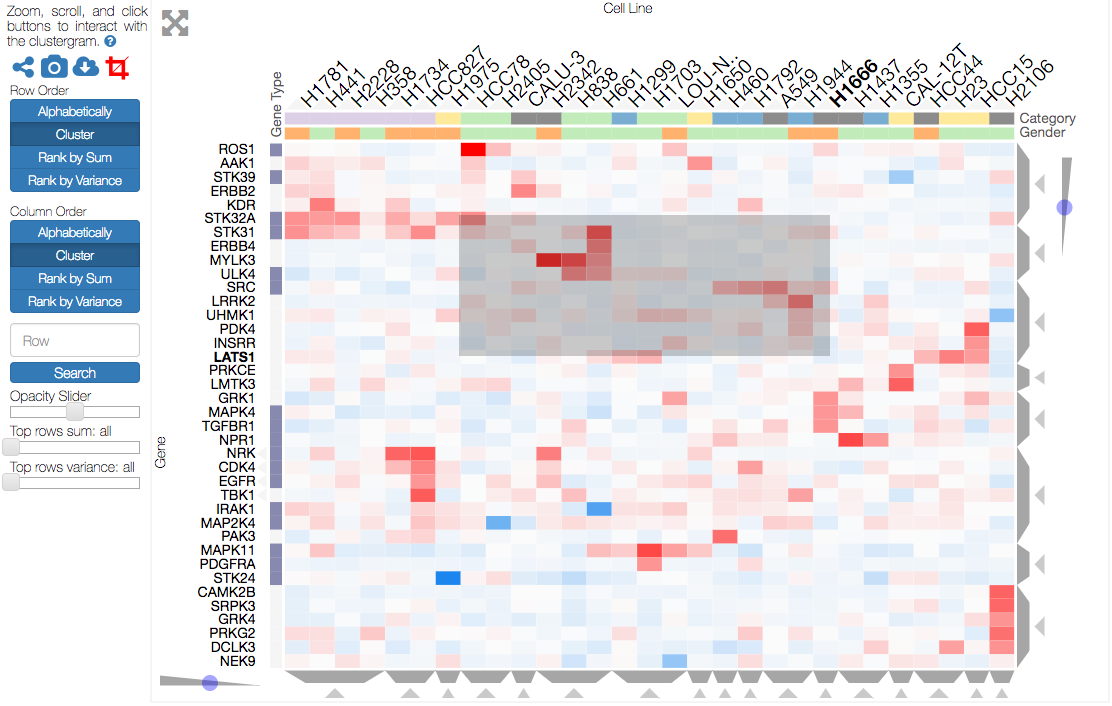 Zoom, scroll, and click
buttons to interact with
the clustergram. ?
Row Order
Alphabetically
Cluster
Rank by Sum
Rank by Variance
Column Order
Alphabetically
Cluster
Rank by Sum
Rank by Variance
Row
Search
Opacity Slider
Top rows sum: all
Top rows variance: all
Cell Line
H1781
H441
H2228
H358
H1734
HCC827
H1975
HCC78
H2405
CALU-3
H2342
H838
H661
H1299
H1703
LOU-N..
H1650
H460
H1792
A549
H1944
H1666
H1437
H1355
CAL-12T
HCC44
H23
HCC15
H2106
Category
Gender
Gene Type
Gene
ROS1
AAK1
STK39
ERBB2
KDR
STK32A
STK31
ERBB4
MYLK3
ULK4
SRC
LRRK2
UHMK1
PDK4
INSRR
LATS1
PRKCE
LMTK3
GRK1
MAPK4
TGFBR1
NPR1
NRK
CDK4
EGFR
TBK1
IRAK1
MAP2K4
PAK3
MAPK11
PDGFRA
STK24
CAMK2B
SRPK3
GRK4
PRKG2
DCLK3
NEK9